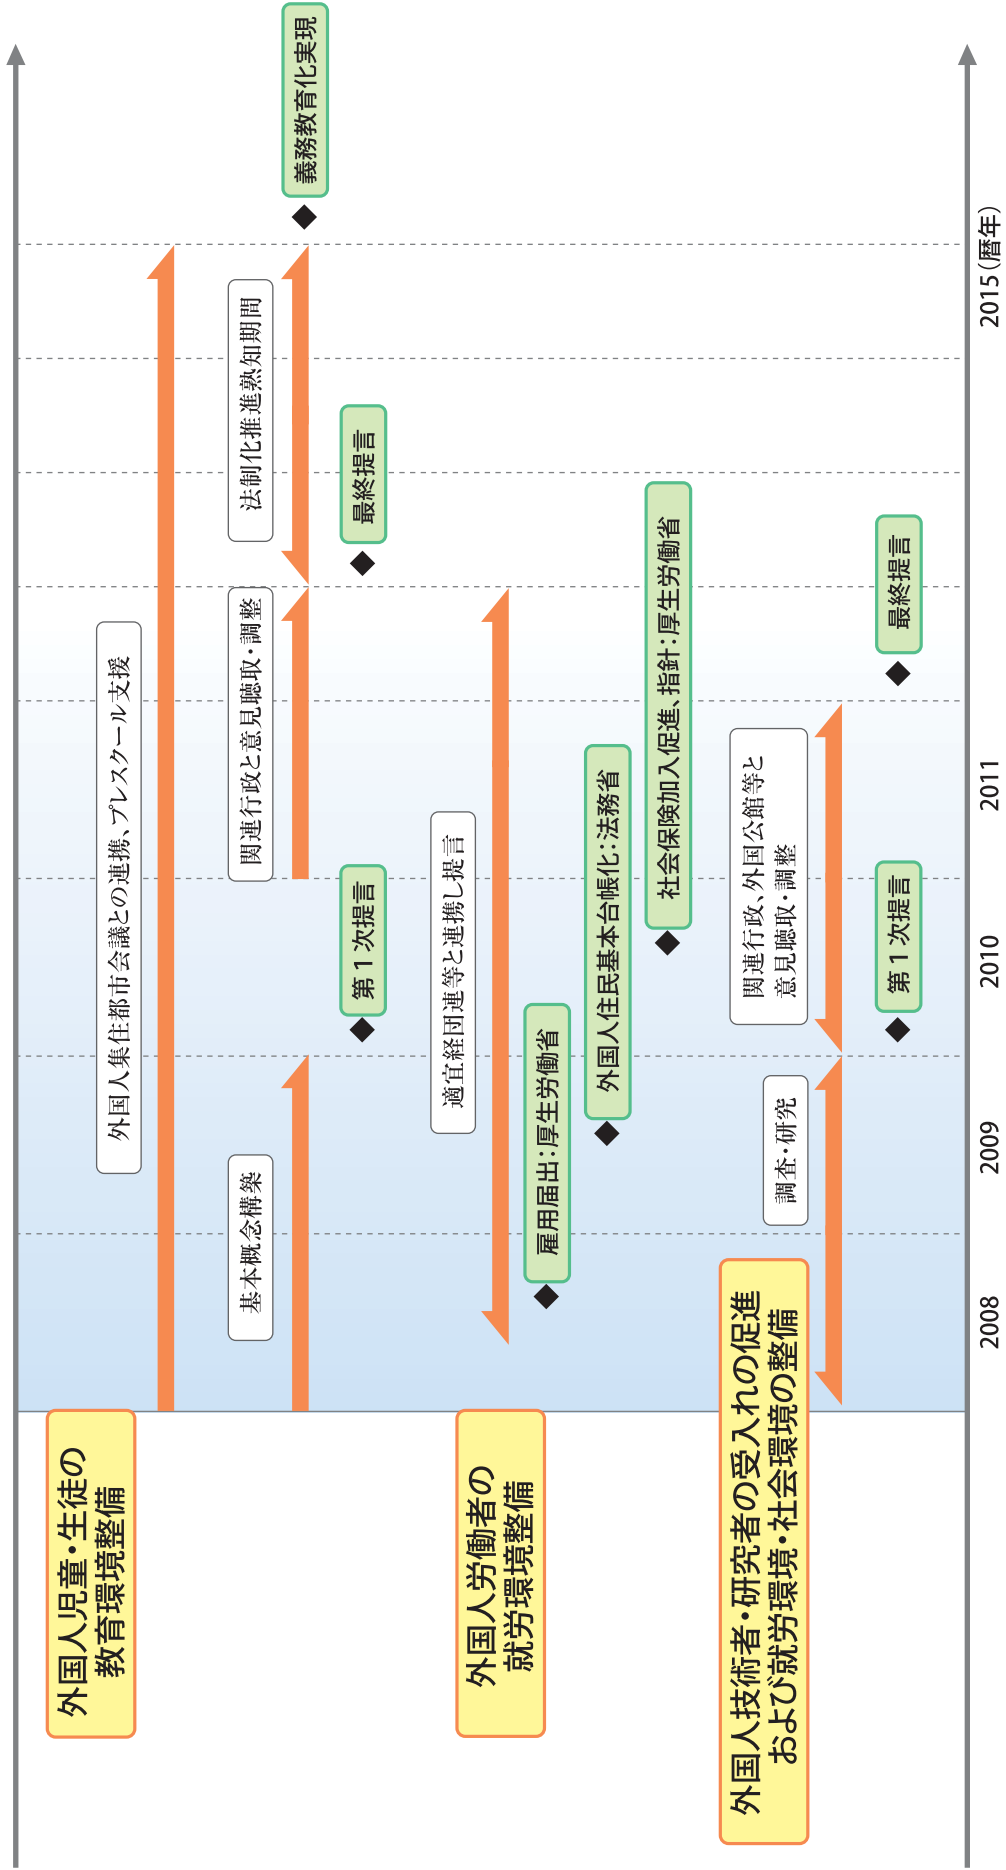 外国人児童・生徒の
教育環境整備
外国人集住都市会議との連携、プレスクール支援
基本概念構築
関連行政と意見聴取・調整
法制化推進熟知期間
義務教育化実現
第1次提言
最終提言
外国人労働者の
就労環境整備
適宜経団連等と連携し提言
雇用届出：厚生労働省
外国人住民基本台帳化：法務省
社会保険加入促進、指針：厚生労働省
外国人技術者・研究者の受入れの促進
および就労環境・社会環境の整備
調査・研究
関連行政、外国公館等と
意見聴取・調整
第1次提言
最終提言
2008
2009
2010
2011
2015（暦年）